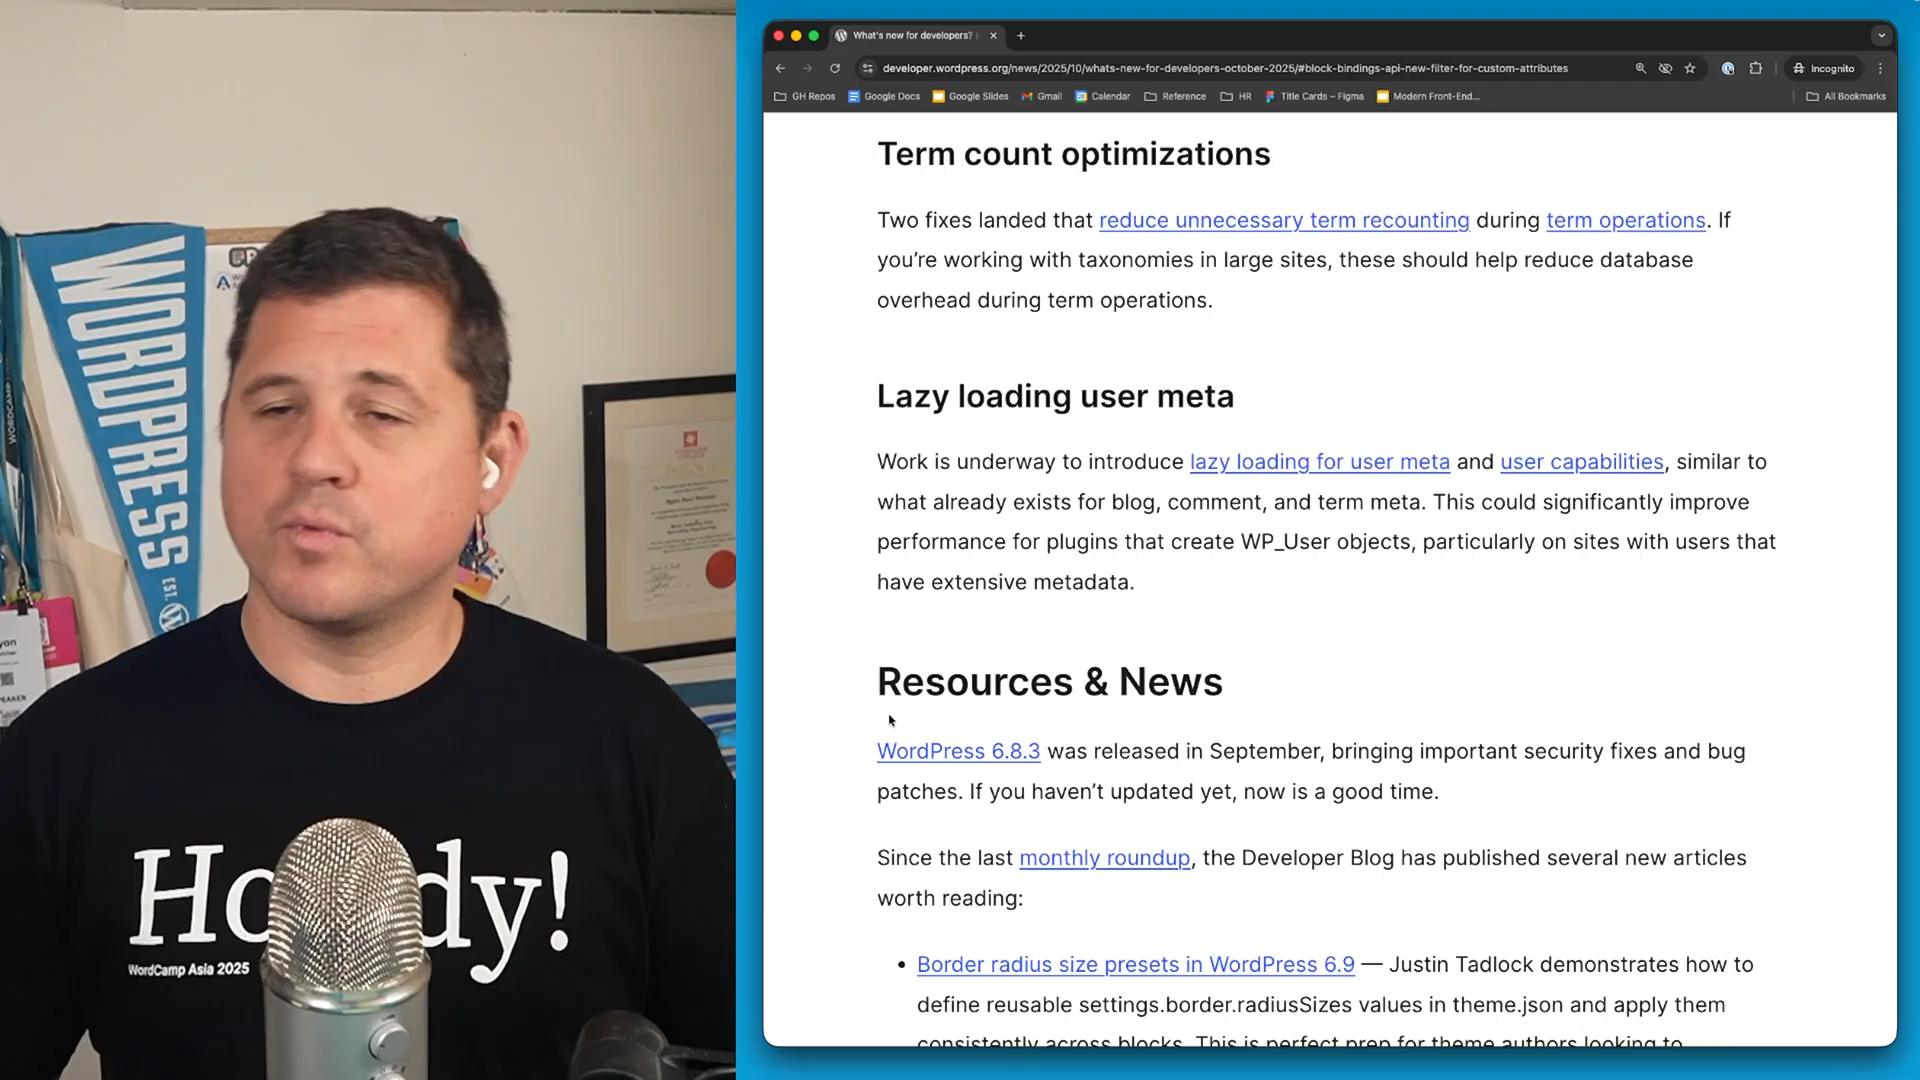 WORDPRESS
EST.
WORDCAMP
yan
PEAKER
Howdy!
WordCamp Asia 2025
What's new for developers?
developer.wordpress.org/news/2025/10/whats-new-for-developers-october-2025/#block-bindings-api-new-filter-for-custom-attributes
Incognito
GH Repos
Google Docs
Google Slides
Gmail
Calendar
Reference
HR
Title Cards – Figma
Modern Front-End...
All Bookmarks
Term count optimizations
Two fixes landed that reduce unnecessary term recounting during term operations. If
you’re working with taxonomies in large sites, these should help reduce database
overhead during term operations.
Lazy loading user meta
Work is underway to introduce lazy loading for user meta and user capabilities, similar to
what already exists for blog, comment, and term meta. This could significantly improve
performance for plugins that create WP_User objects, particularly on sites with users that
have extensive metadata.
Resources & News
WordPress 6.8.3 was released in September, bringing important security fixes and bug
patches. If you haven’t updated yet, now is a good time.
Since the last monthly roundup, the Developer Blog has published several new articles
worth reading:
• Border radius size presets in WordPress 6.9 — Justin Tadlock demonstrates how to
define reusable settings.border.radiusSizes values in theme.json and apply them
consistently across blocks. This is perfect prep for theme authors looking to